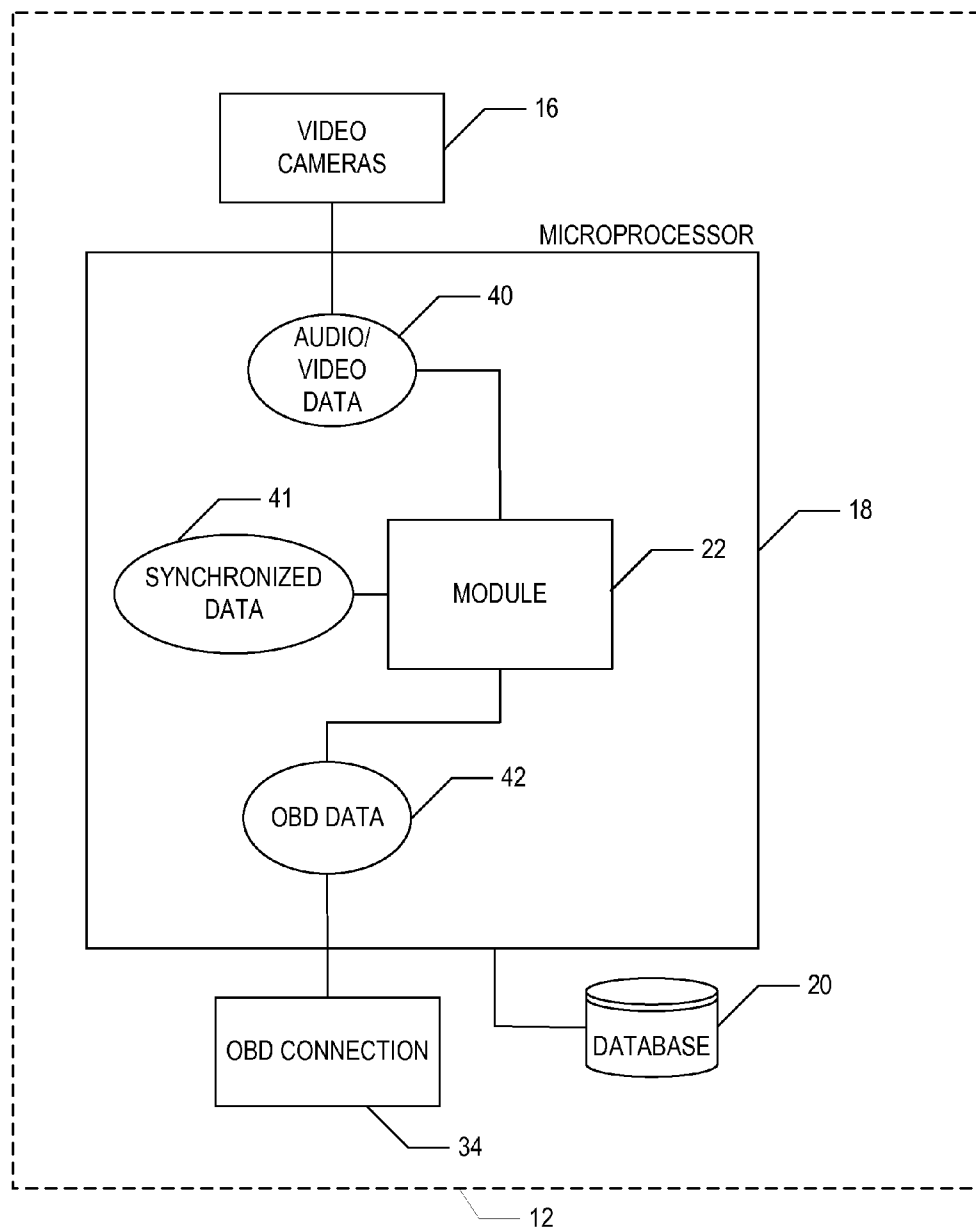 16
VIDEO
CAMERAS
MICROPROCESSOR
40
AUDIO/
VIDEO
DATA
41
18
22
SYNCHRONIZED
DATA
MODULE
42
OBD DATA
20
OBD CONNECTION
DATABASE
34
12